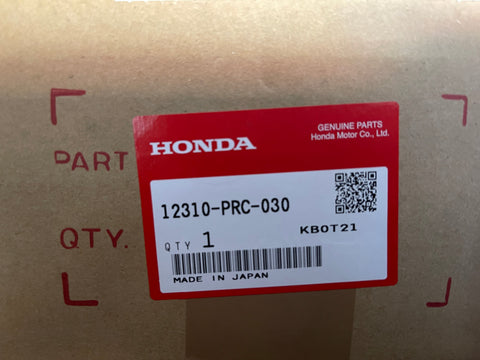 PART
QTY.
HONDA
GENUINE PARTS
Honda Motor Co., Ltd.
12310-PRC-030
KB0T21
QTY 1
MADE IN JAPAN